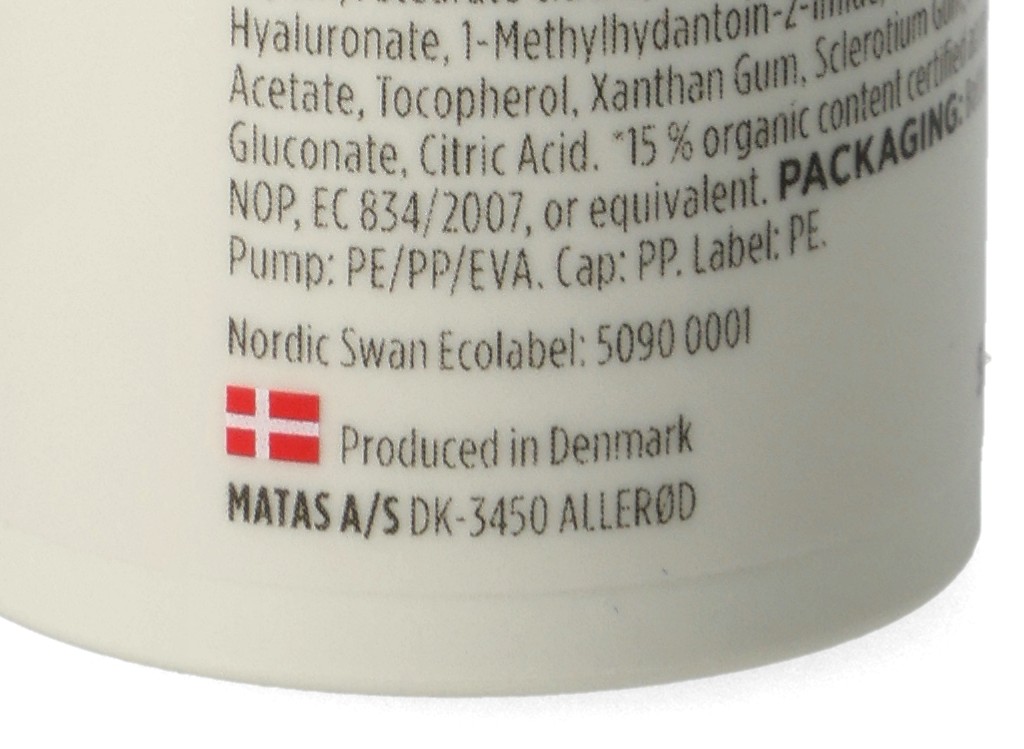 Hyaluronate, 1-Methylhydantoin-2-Imide,
Acetate, Tocopherol, Xanthan Gum, Sclerotium
Gluconate, Citric Acid. *15 % organic content certified
NOP, EC 834/2007, or equivalent. PACKAGING:
Pump: PE/PP/EVA. Cap: PP. Label: PE.
Nordic Swan Ecolabel: 5090 0001
Produced in Denmark
MATAS A/S DK-3450 ALLERØD